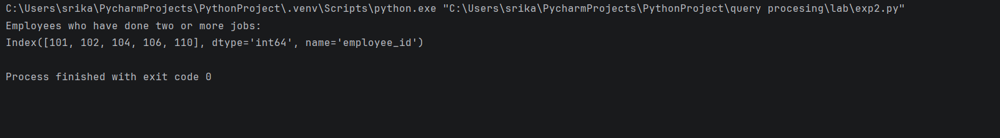 C:\Users\srika\PycharmProjects\PythonProject\.venv\Scripts\python.exe "C:\Users\srika\PycharmProjects\PythonProject\query procesing\lab\exp2.py"
Employees who have done two or more jobs:
Index([101, 102, 104, 106, 110], dtype='int64', name='employee_id')
Process finished with exit code 0